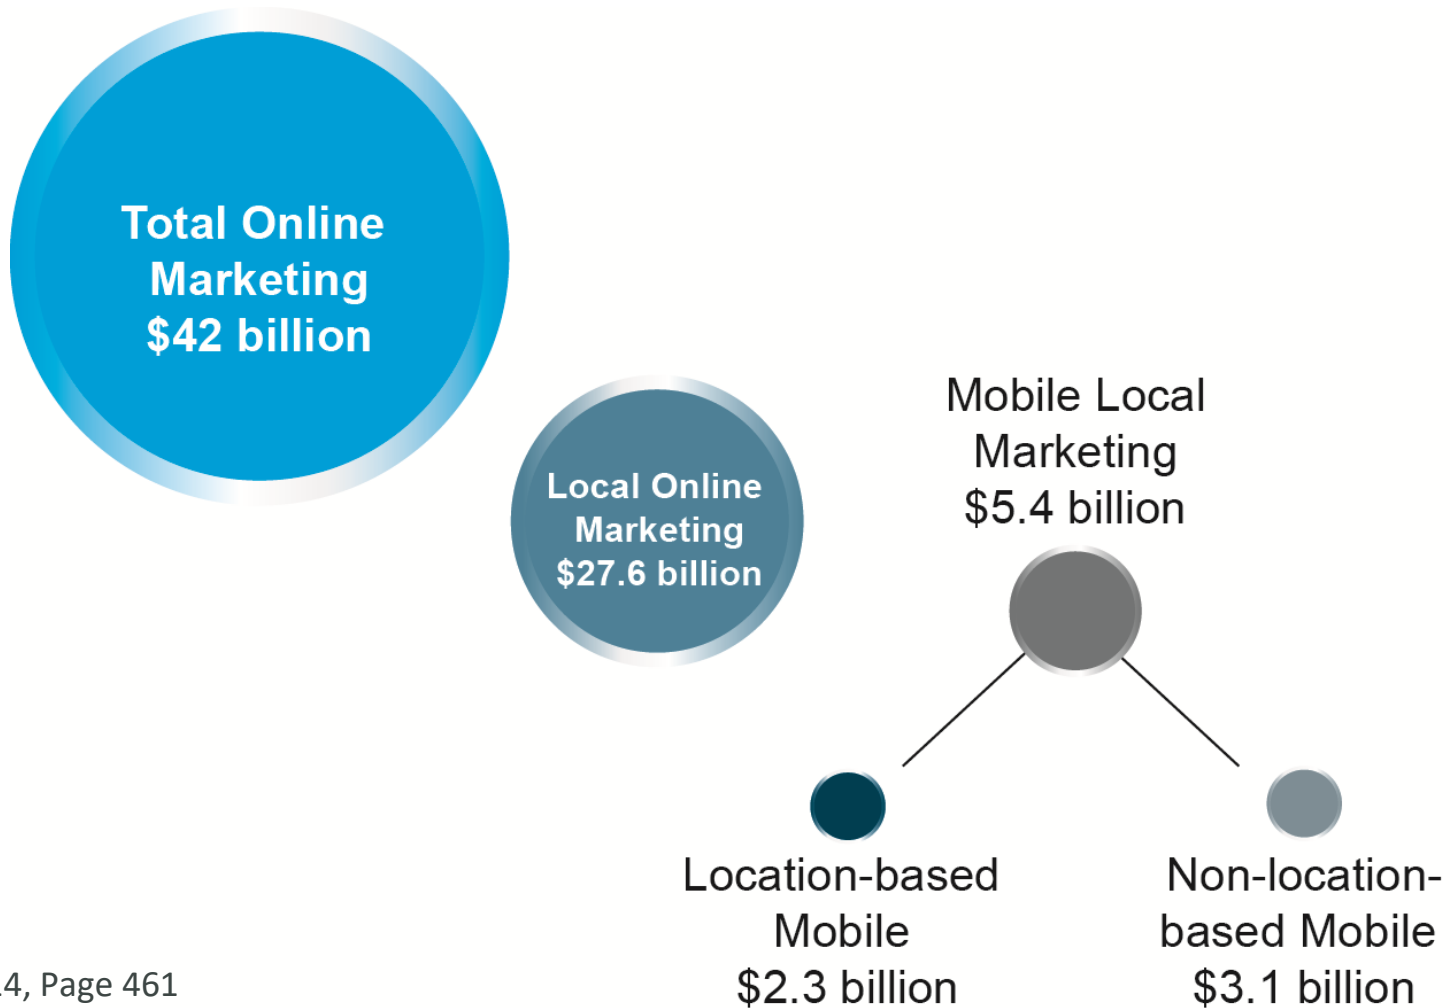 Total Online
Marketing
$42 billion
Local Online
Marketing
$27.6 billion
Mobile Local
Marketing
$5.4 billion
Location-based
Mobile
$2.3 billion
Non-location-
based Mobile
$3.1 billion
4, Page 461